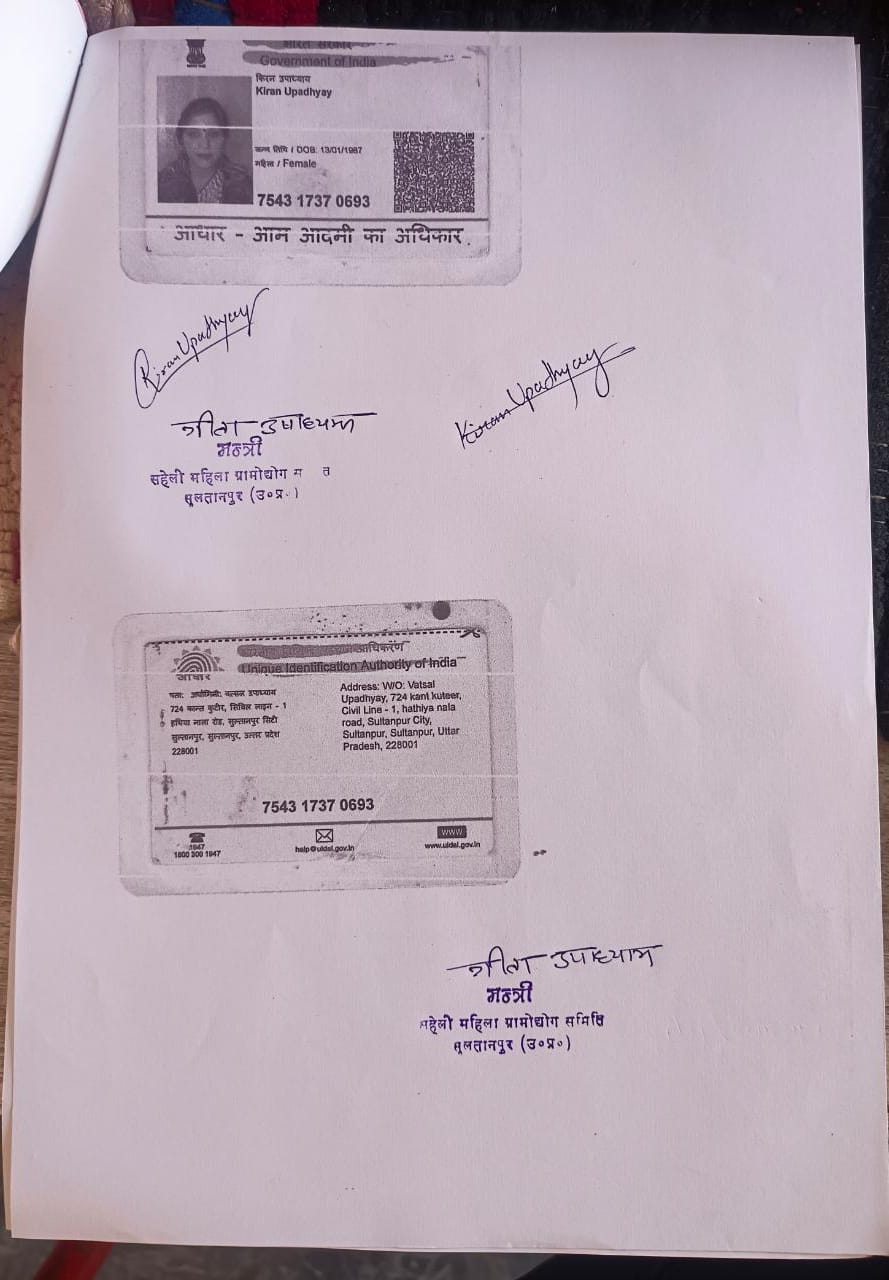 भारत सरकार
Government of India
किरन उपाध्याय
Kiran Upadhyay
जन्म तिथि / DOB: 13/01/1987
महिला / Female
7543 1737 0693
आधार - आम आदमी का अधिकार
Kiran Upadhyay
Kiran Upadhyay
उपाध्याय
मन्त्री
सहेली महिला ग्रामोद्योग
सुलतानपुर (उ०प्र०)
प्राधिकरण
Unique Identification Authority of India
आधार
पता: अर्धांगिनी: वत्सल उपाध्याय
724 कान्त कुटीर, सिविल लाइन - 1
हथिया नाला रोड, सुल्तानपुर सिटी
सुल्तानपुर, सुल्तानपुर, उत्तर प्रदेश
228001
Address: W/O: Vatsal
Upadhyay, 724 kant kuteer,
Civil Line - 1, hathiya nala
road, Sultanpur City,
Sultanpur, Sultanpur, Uttar
Pradesh, 228001
7543 1737 0693
1947
1800 300 1947
help@uidai.gov.in
www
www.uidai.gov.in
उपाध्याय
मन्त्री
सहेली महिला ग्रामोद्योग समिति
सुलतानपुर (उ०प्र०)